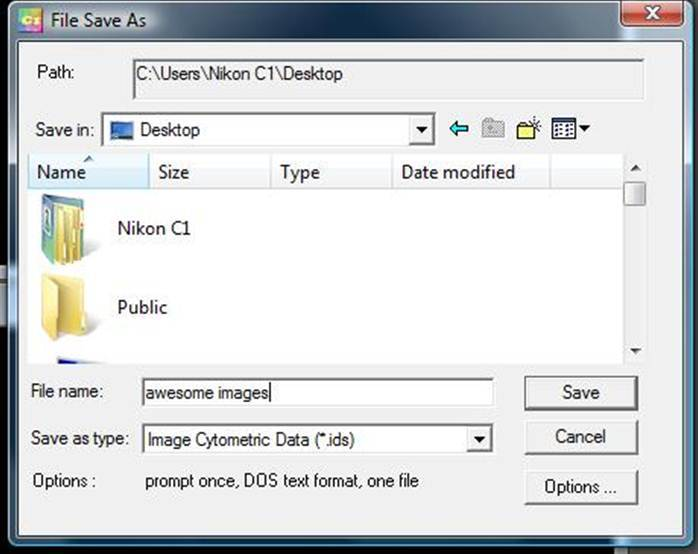 File Save As
Path: C:\Users\Nikon C1\Desktop
Save in: Desktop
Name Size Type Date modified
Nikon C1
Public
File name: awesome images Save
Save as type: Image Cytometric Data (*.ids) Cancel
Options : prompt once, DOS text format, one file Options ...